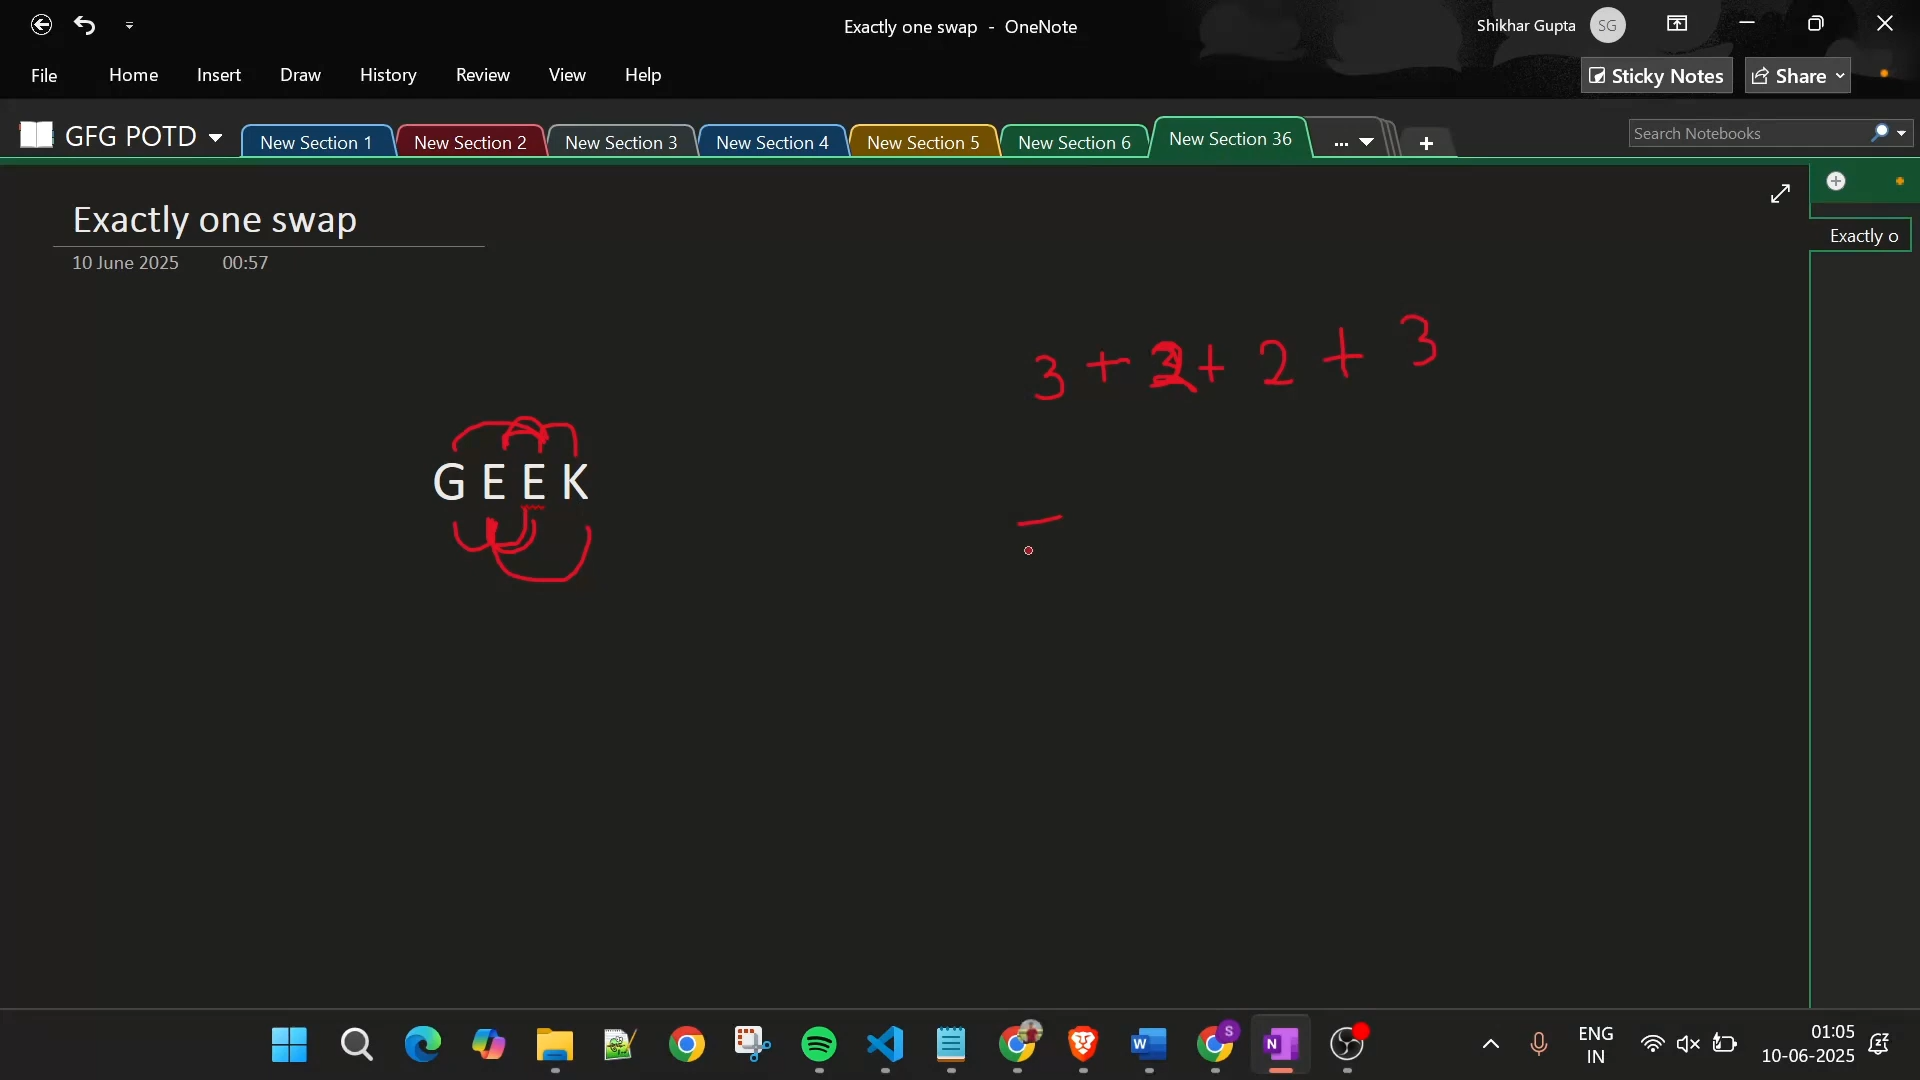 Exactly one swap - OneNote
Shikhar Gupta SG
File Home Insert Draw History Review View Help
Sticky Notes Share
GFG POTD New Section 1 New Section 2 New Section 3 New Section 4 New Section 5 New Section 6 New Section 36 ... + Search Notebooks
Exactly one swap
Exactly o
10 June 2025 00:57
3 + 2 + 2 + 3
G E E K
ENG
IN
01:05
10-06-2025